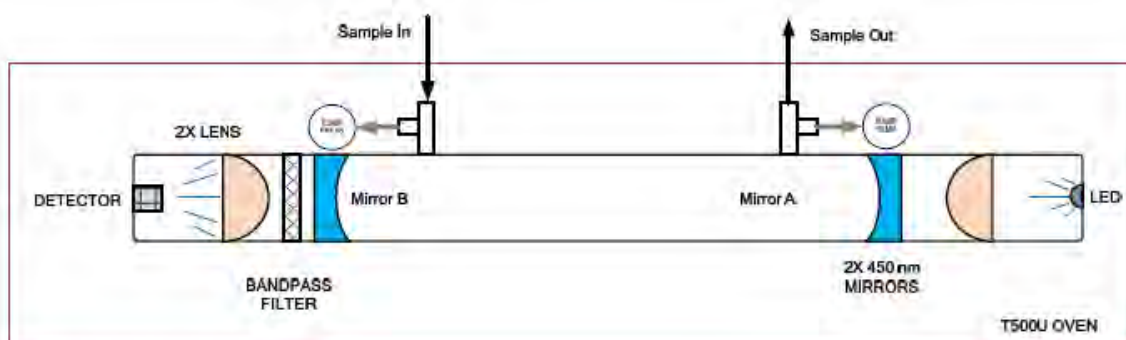 Sample In
Sample Out
2X LENS
DETECTOR
Mirror B
Mirror A
LED
BANDPASS
FILTER
2X 450 nm
MIRRORS
T500U OVEN